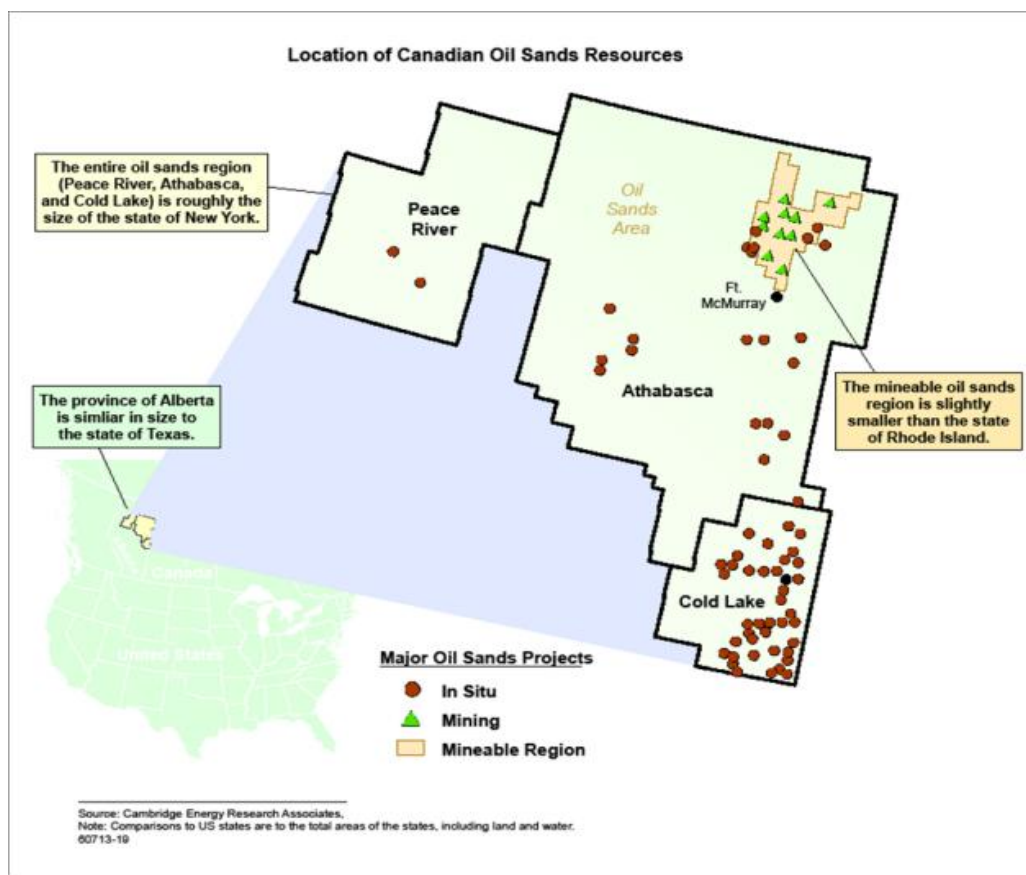 Location of Canadian Oil Sands Resources
The entire oil sands region
(Peace River, Athabasca,
and Cold Lake) is roughly the
size of the state of New York.
Peace
River
Oil
Sands
Area
Ft.
McMurray
Athabasca
The mineable oil sands
region is slightly
smaller than the state
of Rhode Island.
The province of Alberta
is simliar in size to
the state of Texas.
Canada
United States
Cold Lake
Major Oil Sands Projects
In Situ
Mining
Mineable Region
Source: Cambridge Energy Research Associates,
Note: Comparisons to US states are to the total areas of the states, including land and water.
60713-19